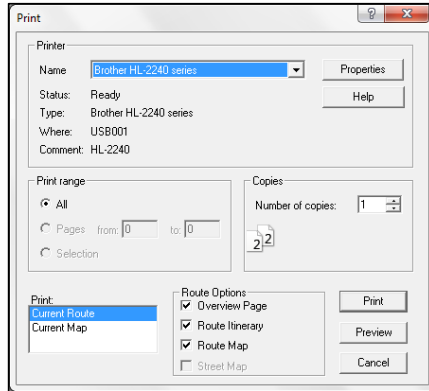 Print
Printer
Name Brother HL-2240 series Properties
Status: Ready Help
Type: Brother HL-2240 series
Where: USB001
Comment: HL-2240
Print range Copies
All Number of copies: 1
Pages from: 0 to: 0
Selection 2 2
Print: Route Options
Current Route Overview Page Print
Current Map Route Itinerary
Route Map Preview
Street Map Cancel